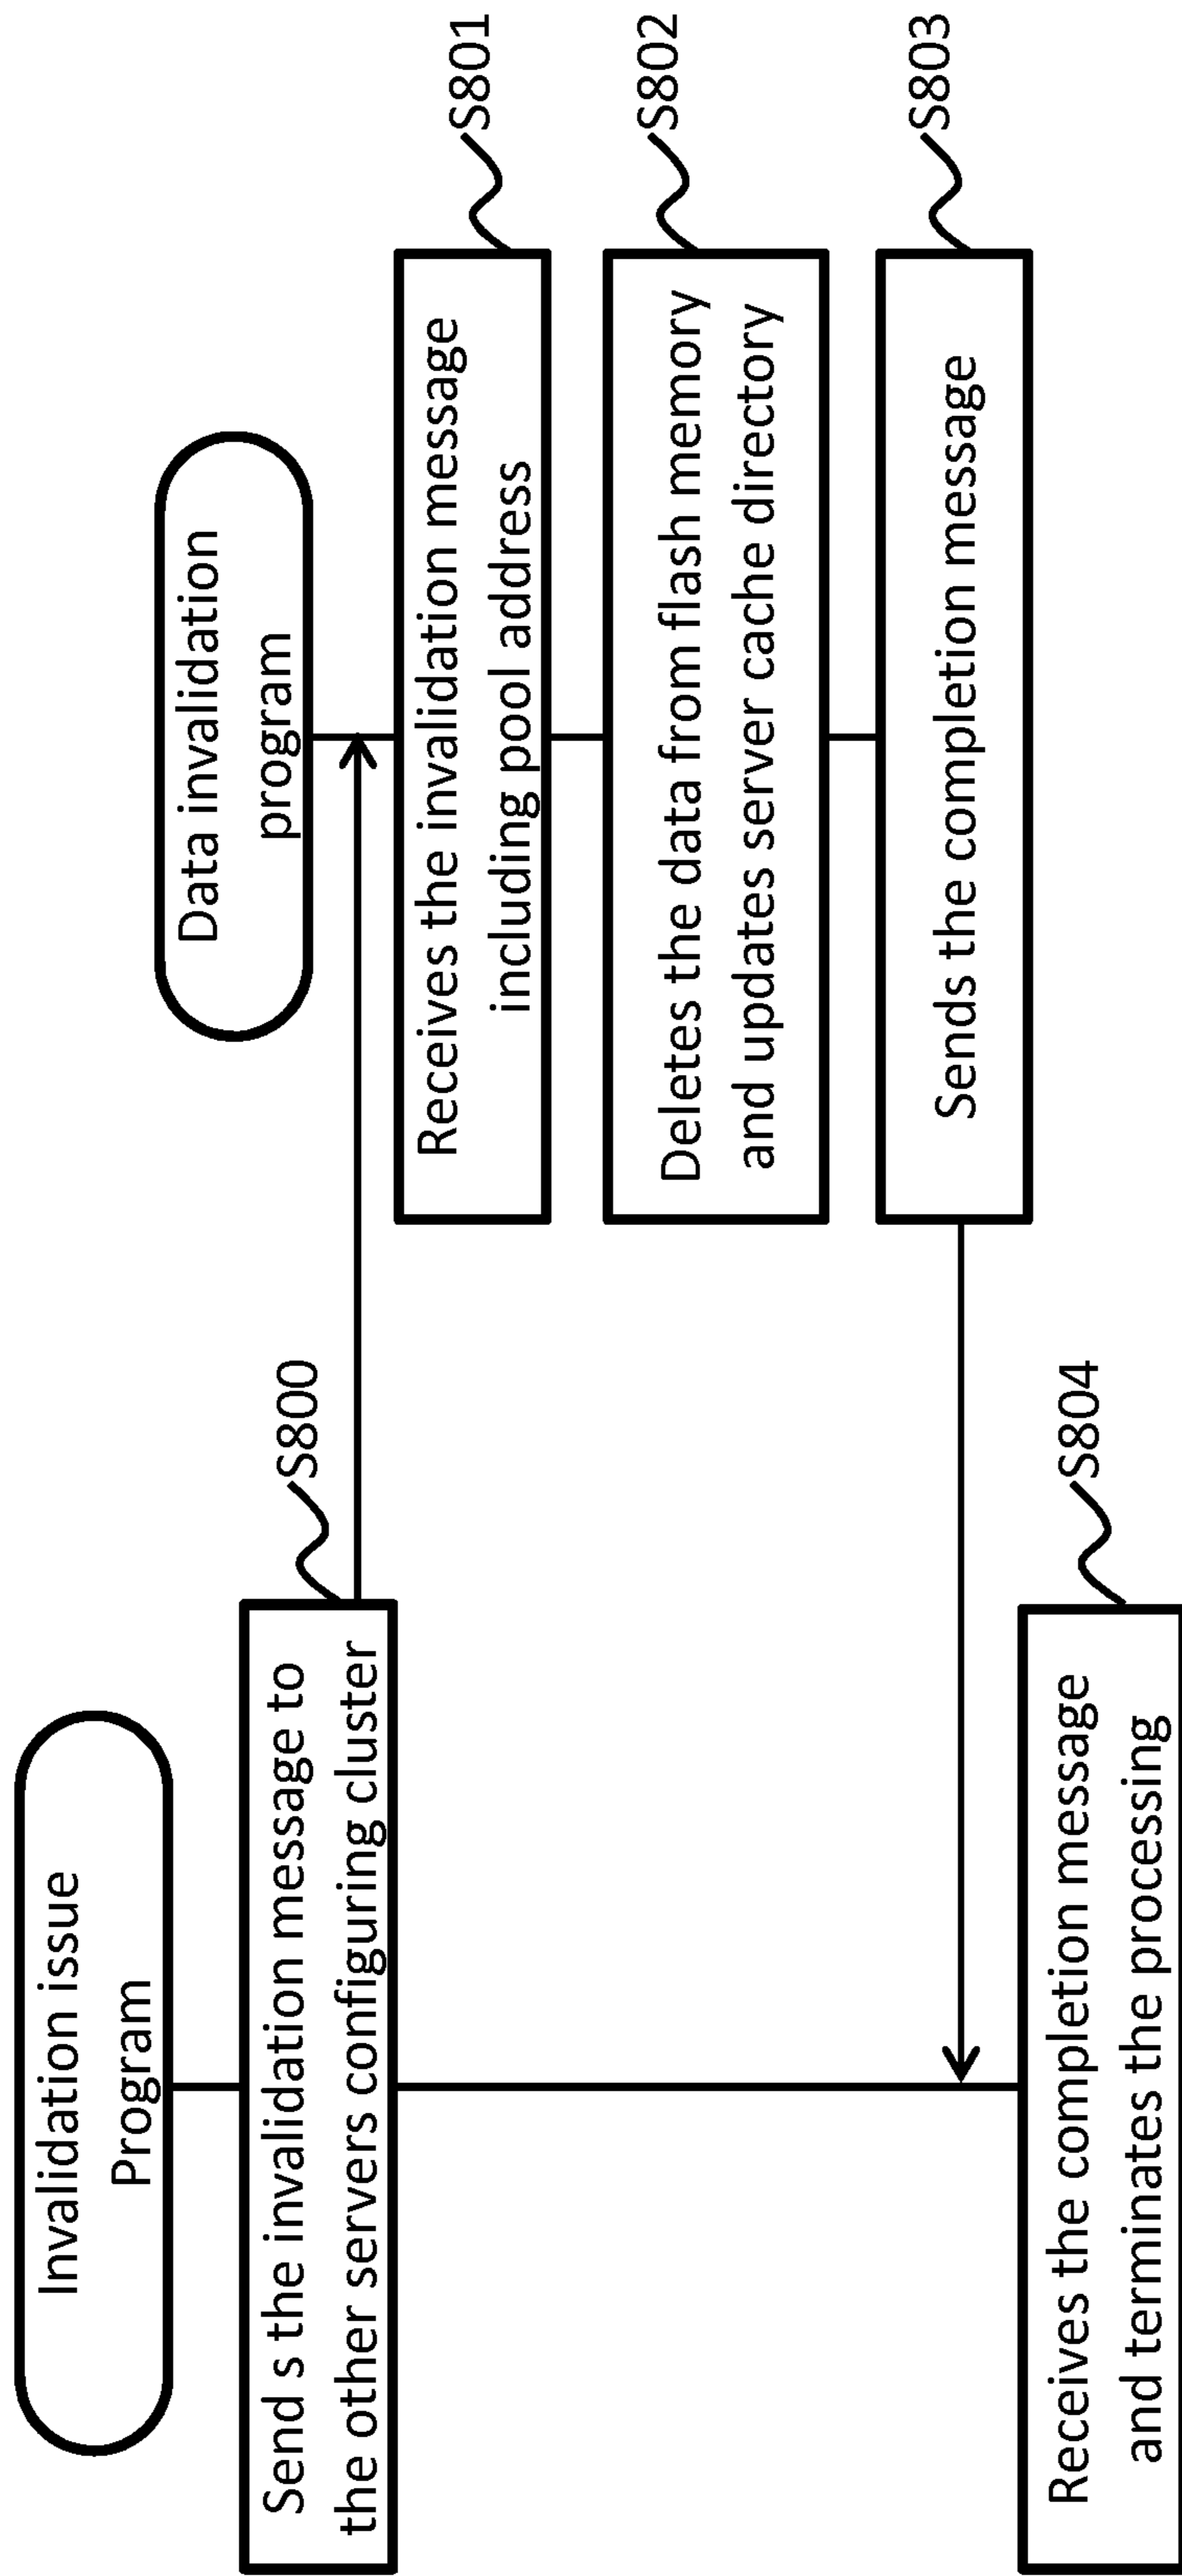 Invalidation issue
Program
Send s the invalidation message to
the other servers configuring cluster
S800
Data invalidation
program
Receives the invalidation message
including pool address
S801
Deletes the data from flash memory
and updates server cache directory
S802
Sends the completion message
S803
Receives the completion message
and terminates the processing
S804